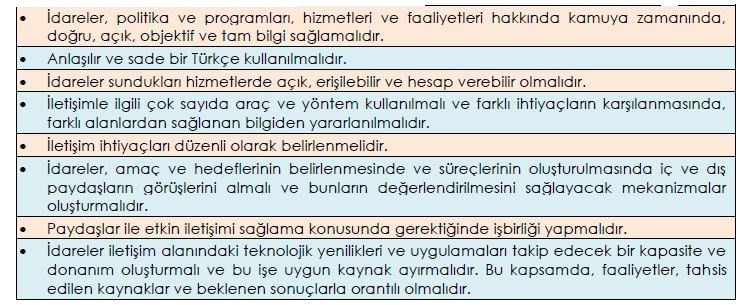 • İdareler, politika ve programları, hizmetleri ve faaliyetleri hakkında kamuya zamanında,
doğru, açık, objektif ve tam bilgi sağlamalıdır.
• Anlaşılır ve sade bir Türkçe kullanılmalıdır.
• İdareler sundukları hizmetlerde açık, erişilebilir ve hesap verebilir olmalıdır.
• İletişimle ilgili çok sayıda araç ve yöntem kullanılmalı ve farklı ihtiyaçların karşılanmasında,
farklı alanlardan sağlanan bilgiden yararlanılmalıdır.
• İletişim ihtiyaçları düzenli olarak belirlenmelidir.
• İdareler, amaç ve hedeflerinin belirlenmesinde ve süreçlerinin oluşturulmasında iç ve dış
paydaşların görüşlerini almalı ve bunların değerlendirilmesini sağlayacak mekanizmalar
oluşturmalıdır.
• Paydaşlar ile etkin iletişimi sağlama konusunda gerektiğinde işbirliği yapmalıdır.
• İdareler iletişim alanındaki teknolojik yenilikleri ve uygulamaları takip edecek bir kapasite ve
donanım oluşturmalı ve bu işe uygun kaynak ayırmalıdır. Bu kapsamda, faaliyetler, tahsis
edilen kaynaklar ve beklenen sonuçlarla orantılı olmalıdır.